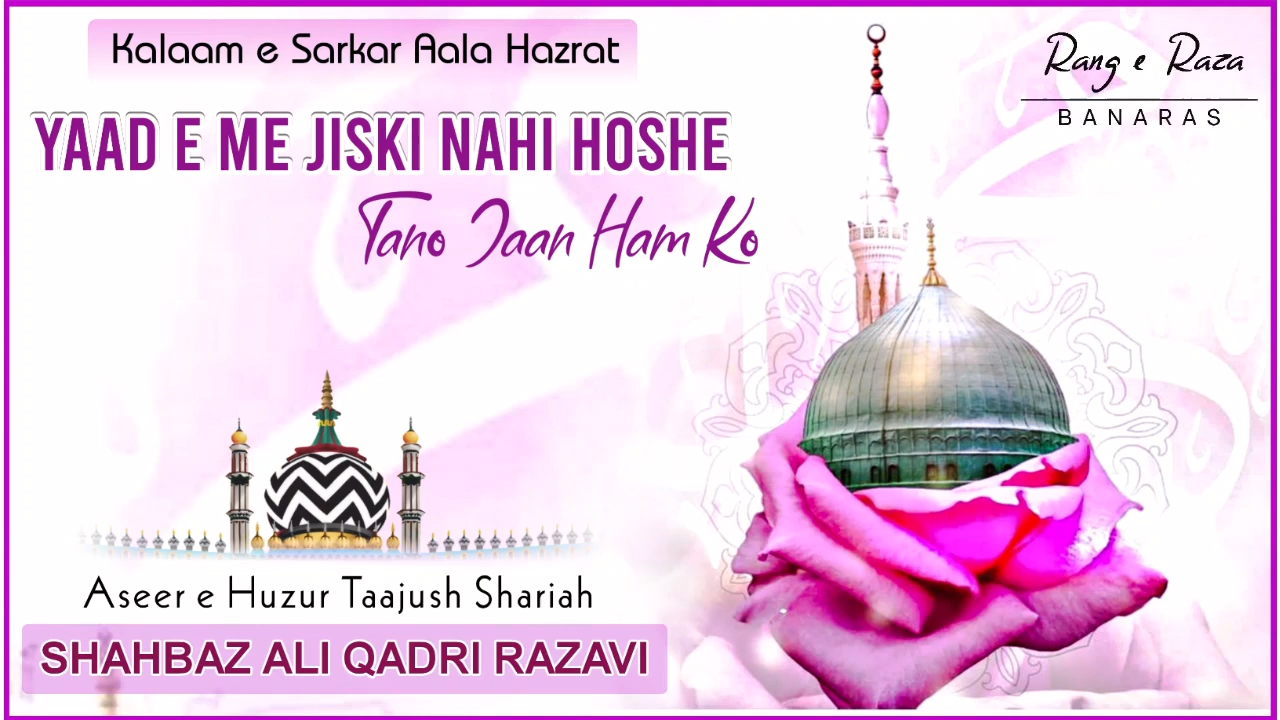 Kalaam e Sarkar Aala Hazrat
Rang e Raza
BANARAS
YAAD E ME JISKI NAHI HOSHE
Tano Jaan Ham Ko
Aseer e Huzur Taajush Shariah
SHAHBAZ ALI QADRI RAZAVI